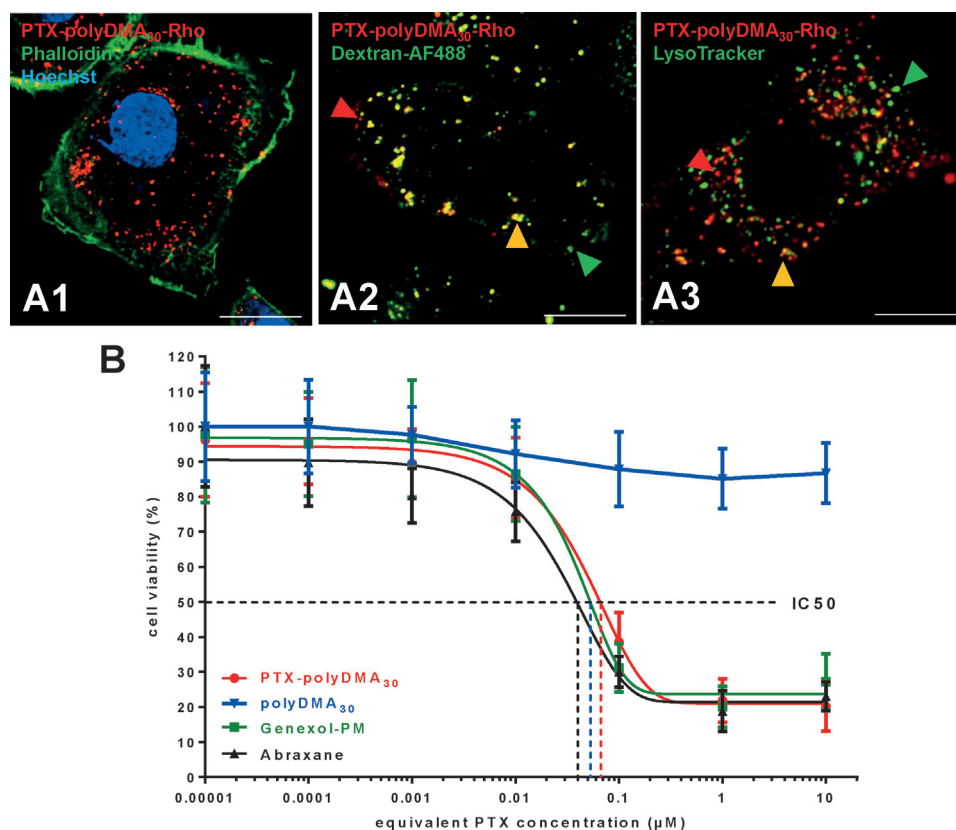 PTX-polyDMA₃₀-Rho
Phalloidin
Hoechst
A1
PTX-polyDMA₃₀-Rho
Dextran-AF488
A2
PTX-polyDMA₃₀-Rho
LysoTracker
A3
B
120
110
100
90
80
70
60
50
40
30
20
10
0
cell viability (%)
IC50
PTX-polyDMA₃₀
polyDMA₃₀
Genexol-PM
Abraxane
0.00001 0.0001 0.001 0.01 0.1 1 10
equivalent PTX concentration (µM)